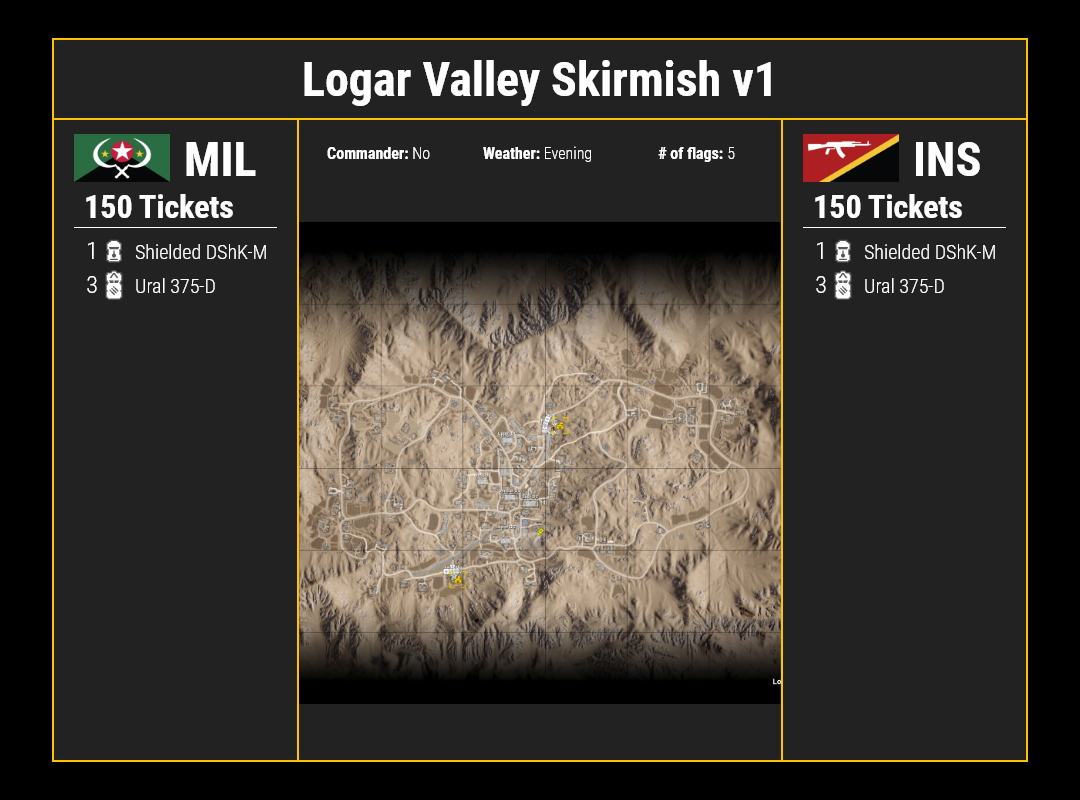 Logar Valley Skirmish v1
MIL
150 Tickets
1 Shielded DShK-M
3 Ural 375-D
Commander: No Weather: Evening # of flags: 5
Lo
INS
150 Tickets
1 Shielded DShK-M
3 Ural 375-D